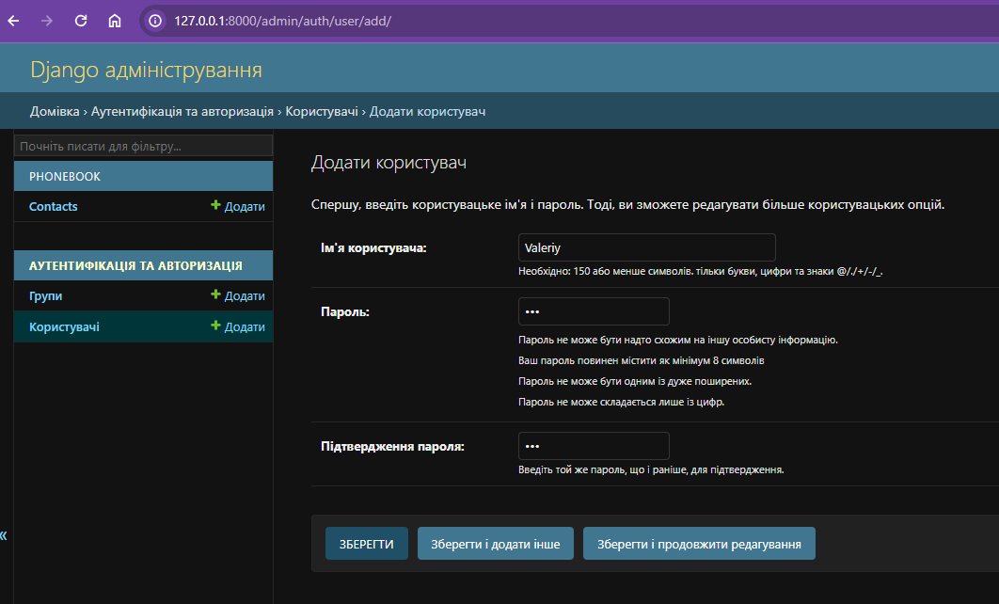 127.0.0.1:8000/admin/auth/user/add/
Django адміністрування
Домівка › Аутентифікація та авторизація › Користувачі › Додати користувач
Почніть писати для фільтру...
PHONEBOOK
Contacts + Додати
АУТЕНТИФІКАЦІЯ ТА АВТОРИЗАЦІЯ
Групи + Додати
Користувачі + Додати
«
Додати користувач
Спершу, введіть користувацьке ім'я і пароль. Тоді, ви зможете редагувати більше користувацьких опцій.
Ім'я користувача: Valeriy
Необхідно: 150 або менше символів. тільки букви, цифри та знаки @/./+/-/_.
Пароль: •••
Пароль не може бути надто схожим на іншу особисту інформацію.
Ваш пароль повинен містити як мінімум 8 символів
Пароль не може бути одним із дуже поширених.
Пароль не може складається лише із цифр.
Підтвердження пароля: •••
Введіть той же пароль, що і раніше, для підтвердження.
ЗБЕРЕГТИ Зберегти і додати інше Зберегти і продовжити редагування